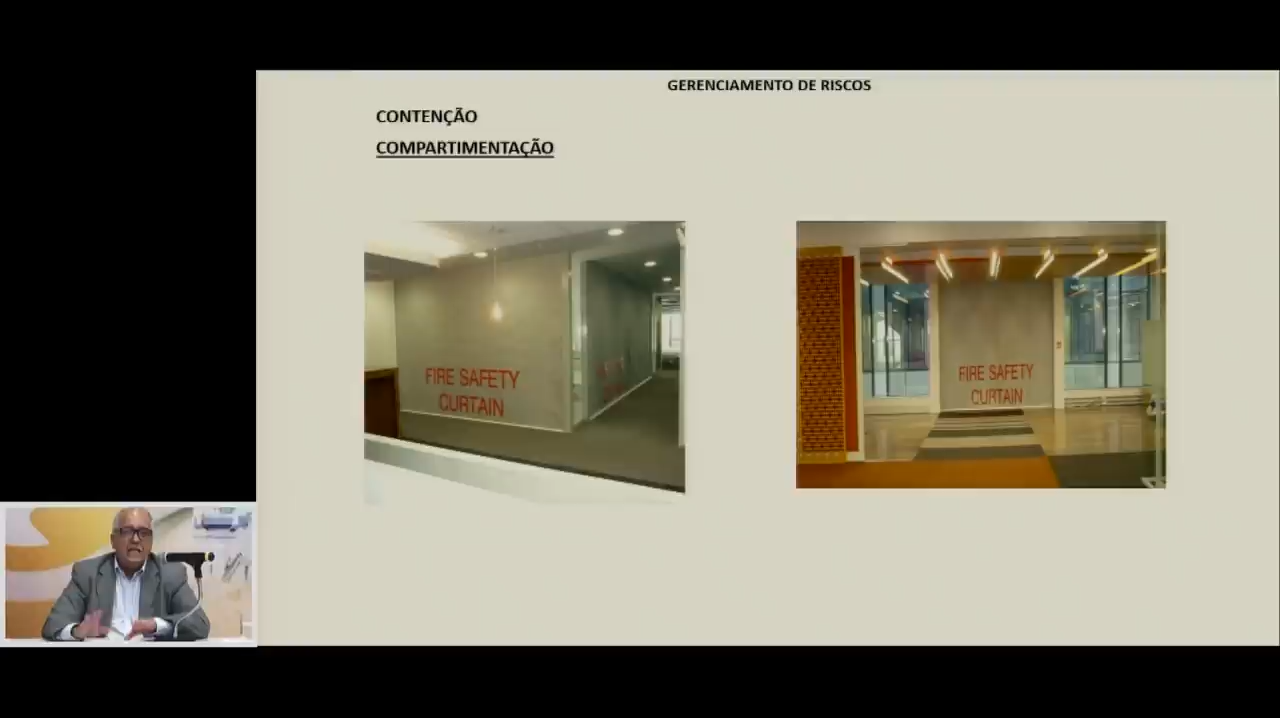 GERENCIAMENTO DE RISCOS
CONTENÇÃO
COMPARTIMENTAÇÃO
FIRE SAFETY
CURTAIN
FIRE SAFETY
CURTAIN